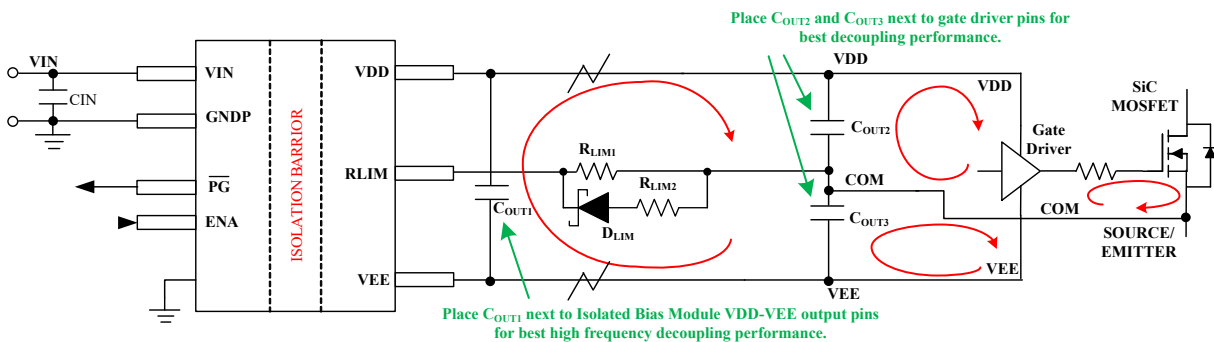 Place COUT2 and COUT3 next to gate driver pins for
best decoupling performance.
VIN
CIN
VIN
GNDP
PG
ENA
ISOLATION BARRIER
VDD
RLIM
VEE
COUT1
RLIM1
RLIM2
DLIM
VDD
COUT2
COM
COUT3
VEE
VDD
Gate
Driver
VEE
SiC
MOSFET
COM
SOURCE/
EMITTER
Place COUT1 next to Isolated Bias Module VDD-VEE output pins
for best high frequency decoupling performance.